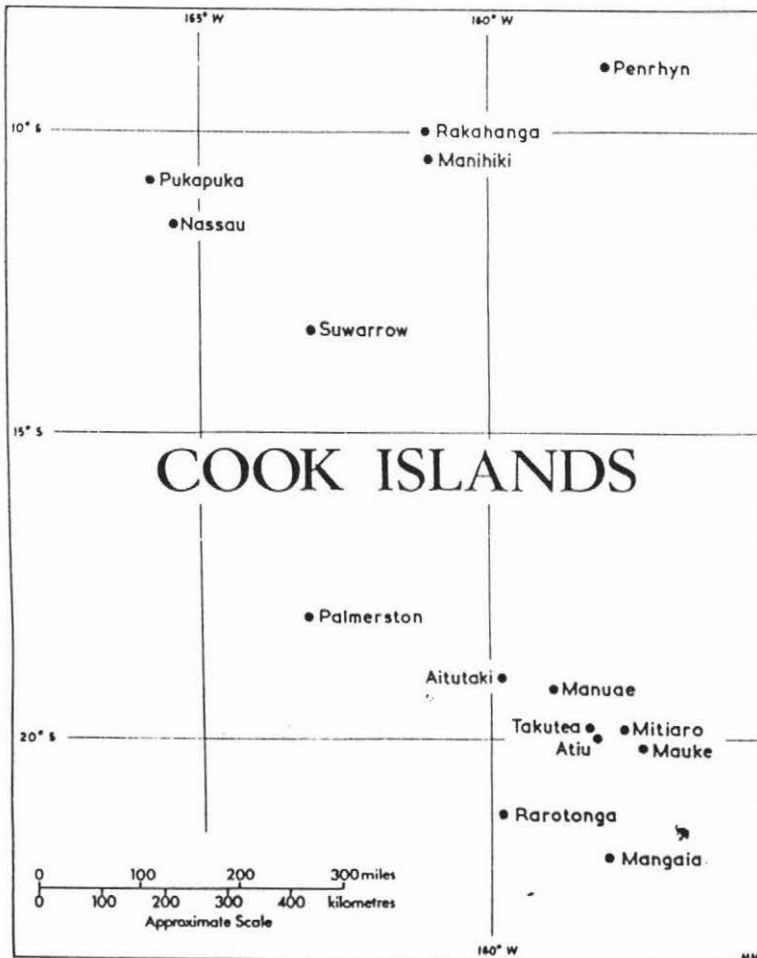 165° W 160° W
Penrhyn
10° S
Rakahanga
Manihiki
Pukapuka
Nassau
Suwarrow
15° S
COOK ISLANDS
Palmerston
Aitutaki
Manuae
Takutea
Mitiaro
20° S
Atiu
Mauke
Rarotonga
Mangaia
0 100 200 300 miles
0 100 200 300 400 kilometres
Approximate Scale
160° W